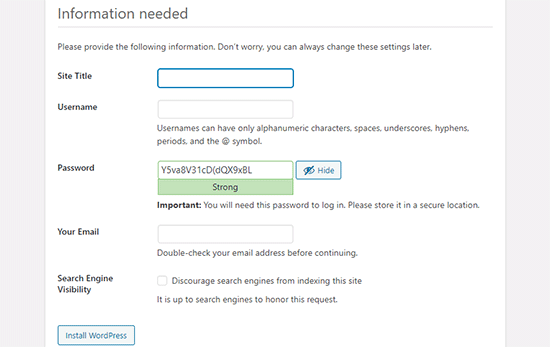 Information needed
Please provide the following information. Don't worry, you can always change these settings later.
Site Title
Username
Usernames can have only alphanumeric characters, spaces, underscores, hyphens,
periods, and the @ symbol.
Password
Y5va8V31cD(dQX9xBL
Hide
Strong
Important: You will need this password to log in. Please store it in a secure location.
Your Email
Double-check your email address before continuing.
Search Engine
Visibility
Discourage search engines from indexing this site
It is up to search engines to honor this request.
Install WordPress